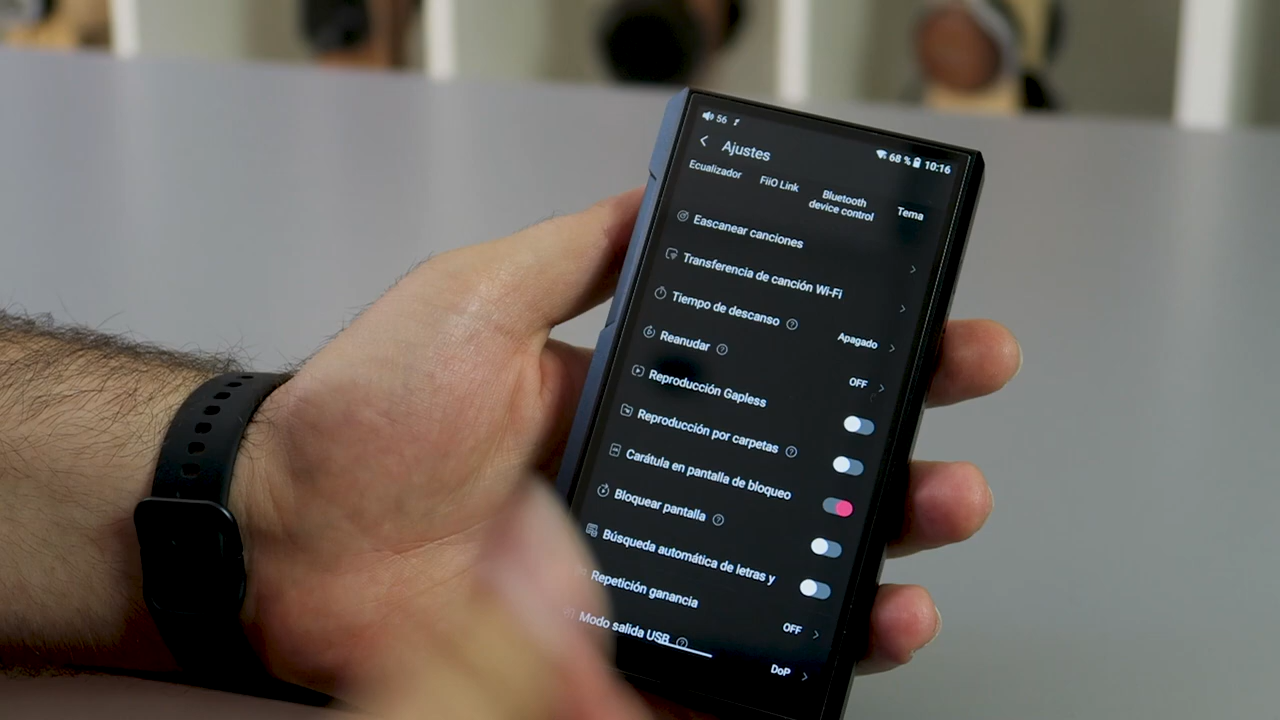 56
68 % 10:16
Ajustes
Ecualizador
FiiO Link
Bluetooth
device control
Tema
Eascanear canciones
Transferencia de canción Wi-Fi
Tiempo de descanso
Apagado
Reanudar
OFF
Reproducción Gapless
Reproducción por carpetas
Carátula en pantalla de bloqueo
Bloquear pantalla
Búsqueda automática de letras y
Repetición ganancia
OFF
Modo salida USB
DoP